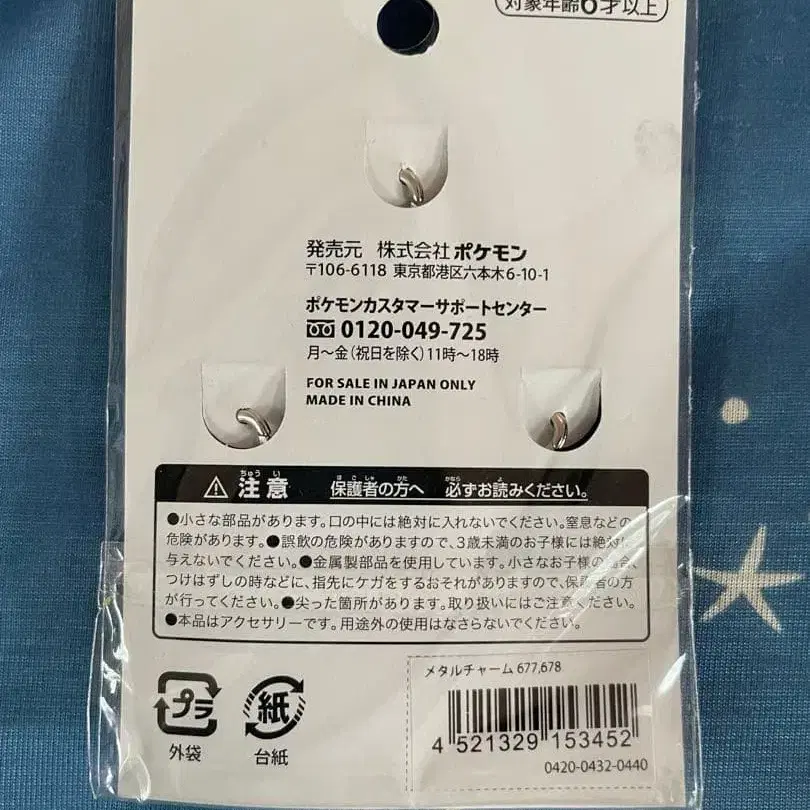 対象年齢6才以上
発売元 株式会社ポケモン
〒106-6118 東京都港区六本木6-10-1
ポケモンカスタマーサポートセンター
0120-049-725
月～金（祝日を除く）11時～18時
FOR SALE IN JAPAN ONLY
MADE IN CHINA
注意 保護者の方へ 必ずお読みください。
●小さな部品があります。口の中には絶対に入れないでください。窒息などの
危険があります。●誤飲の危険がありますので、3歳未満のお子様には絶対に
与えないでください。●金属製部品を使用しています。小さなお子様の場合、
つけはずしの時などに、指先にケガをするおそれがありますので、保護者の方
が行ってください。●尖った箇所があります。取り扱いにはご注意ください。
●本品はアクセサリーです。用途外の使用はなさらないでください。
プラ
外袋
紙
台紙
メタルチャーム 677,678
4 521329 153452
0420-0432-0440